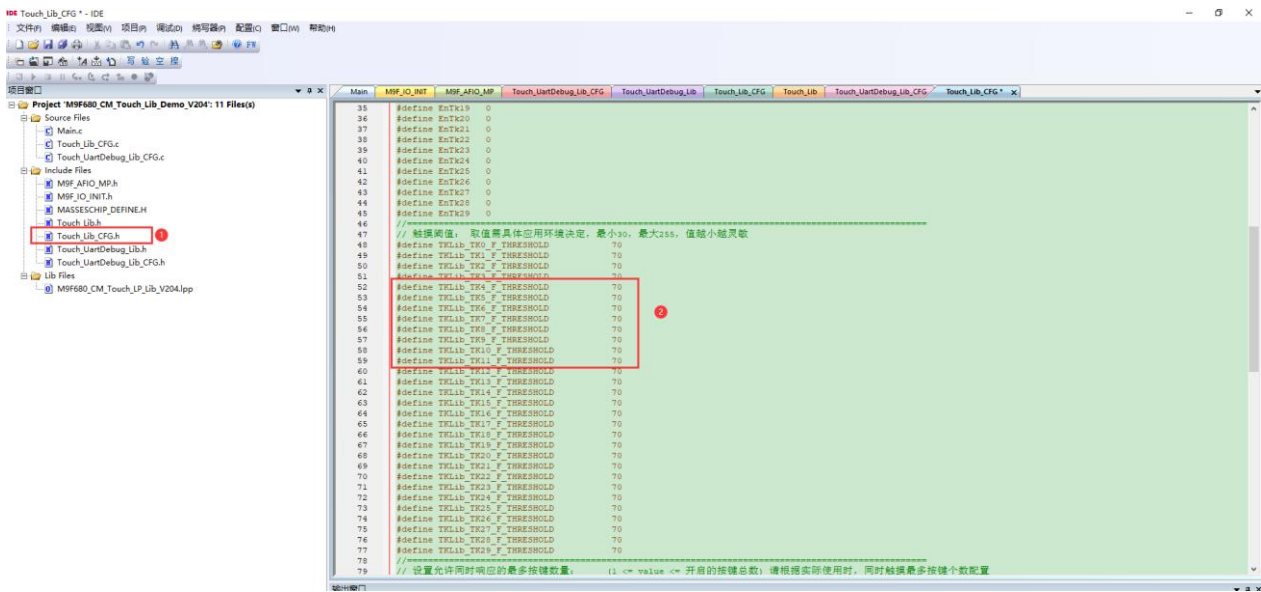 IDE Touch_Lib_CFG * - IDE
文件(F) 编辑(E) 视图(V) 项目(P) 调试(D) 烧写器(P) 配置(C) 窗口(W) 帮助(H)
写 验 空 擦
项目窗口
Main M9F_IO_INIT M9F_AFIO_MP Touch_UartDebug_Lib_CFG Touch_UartDebug_Lib Touch_Lib_CFG Touch_Lib Touch_UartDebug_Lib_CFG Touch_Lib_CFG * x
Project 'M9F680_CM_Touch_Lib_Demo_V204': 11 Files(s)
Source Files
Main.c
Touch_Lib_CFG.c
Touch_UartDebug_Lib_CFG.c
Include Files
M9F_AFIO_MP.h
M9F_IO_INIT.h
MASSESCHIP_DEFINE.H
Touch_Lib.h
Touch_Lib_CFG.h 1
Touch_UartDebug_Lib.h
Touch_UartDebug_Lib_CFG.h
Lib Files
M9F680_CM_Touch_LP_Lib_V204.lpp
35 #define EnTk19 0
36 #define EnTk20 0
37 #define EnTk21 0
38 #define EnTk22 0
39 #define EnTk23 0
40 #define EnTk24 0
41 #define EnTk25 0
42 #define EnTk26 0
43 #define EnTk27 0
44 #define EnTk28 0
45 #define EnTk29 0
46
47 // 触摸阈值： 取值需具体应用环境决定，最小30，最大255，值越小越灵敏
48 #define TKLib_TK0_F_THRESHOLD 70
49 #define TKLib_TK1_F_THRESHOLD 70
50 #define TKLib_TK2_F_THRESHOLD 70
51 #define TKLib_TK3_F_THRESHOLD 70
52 #define TKLib_TK4_F_THRESHOLD 70
53 #define TKLib_TK5_F_THRESHOLD 70
54 #define TKLib_TK6_F_THRESHOLD 70 2
55 #define TKLib_TK7_F_THRESHOLD 70
56 #define TKLib_TK8_F_THRESHOLD 70
57 #define TKLib_TK9_F_THRESHOLD 70
58 #define TKLib_TK10_F_THRESHOLD 70
59 #define TKLib_TK11_F_THRESHOLD 70
60 #define TKLib_TK12_F_THRESHOLD 70
61 #define TKLib_TK13_F_THRESHOLD 70
62 #define TKLib_TK14_F_THRESHOLD 70
63 #define TKLib_TK15_F_THRESHOLD 70
64 #define TKLib_TK16_F_THRESHOLD 70
65 #define TKLib_TK17_F_THRESHOLD 70
66 #define TKLib_TK18_F_THRESHOLD 70
67 #define TKLib_TK19_F_THRESHOLD 70
68 #define TKLib_TK20_F_THRESHOLD 70
69 #define TKLib_TK21_F_THRESHOLD 70
70 #define TKLib_TK22_F_THRESHOLD 70
71 #define TKLib_TK23_F_THRESHOLD 70
72 #define TKLib_TK24_F_THRESHOLD 70
73 #define TKLib_TK25_F_THRESHOLD 70
74 #define TKLib_TK26_F_THRESHOLD 70
75 #define TKLib_TK27_F_THRESHOLD 70
76 #define TKLib_TK28_F_THRESHOLD 70
77 #define TKLib_TK29_F_THRESHOLD 70
78
79 // 设置允许同时响应的最多按键数量： (1 <= value <= 开启的按键总数) 请根据实际使用时，同时触摸最多按键个数配置
输出窗口